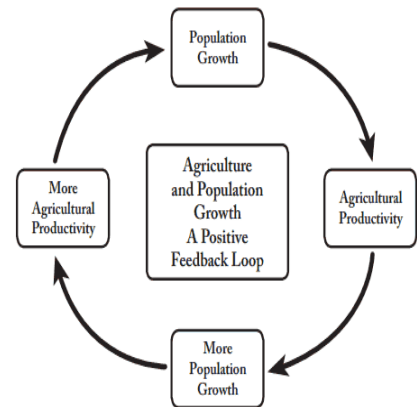 Population
Growth
Agriculture
and Population
Growth
A Positive
Feedback Loop
More
Agricultural
Productivity
Agricultural
Productivity
More
Population
Growth